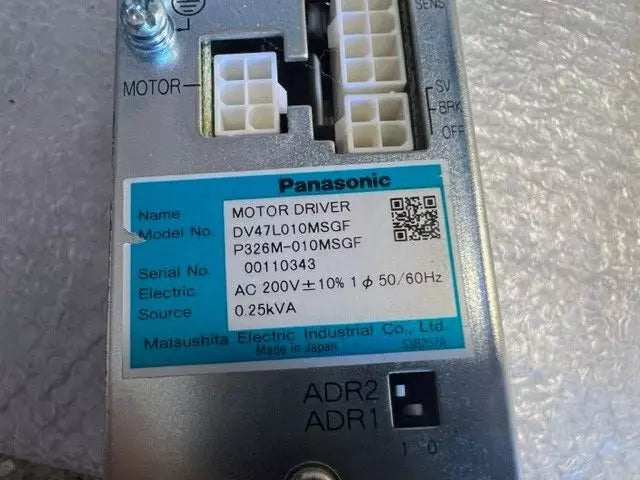 SENS
MOTOR
SV
BRK
OFF
Panasonic
Name MOTOR DRIVER
Model No. DV47L010MSGF
P326M-010MSGF
Serial No. 00110343
Electric AC 200V±10% 1φ 50/60Hz
Source 0.25kVA
Matsushita Electric Industrial Co., Ltd.
Made in Japan 538257A
ADR2
ADR1
1 0